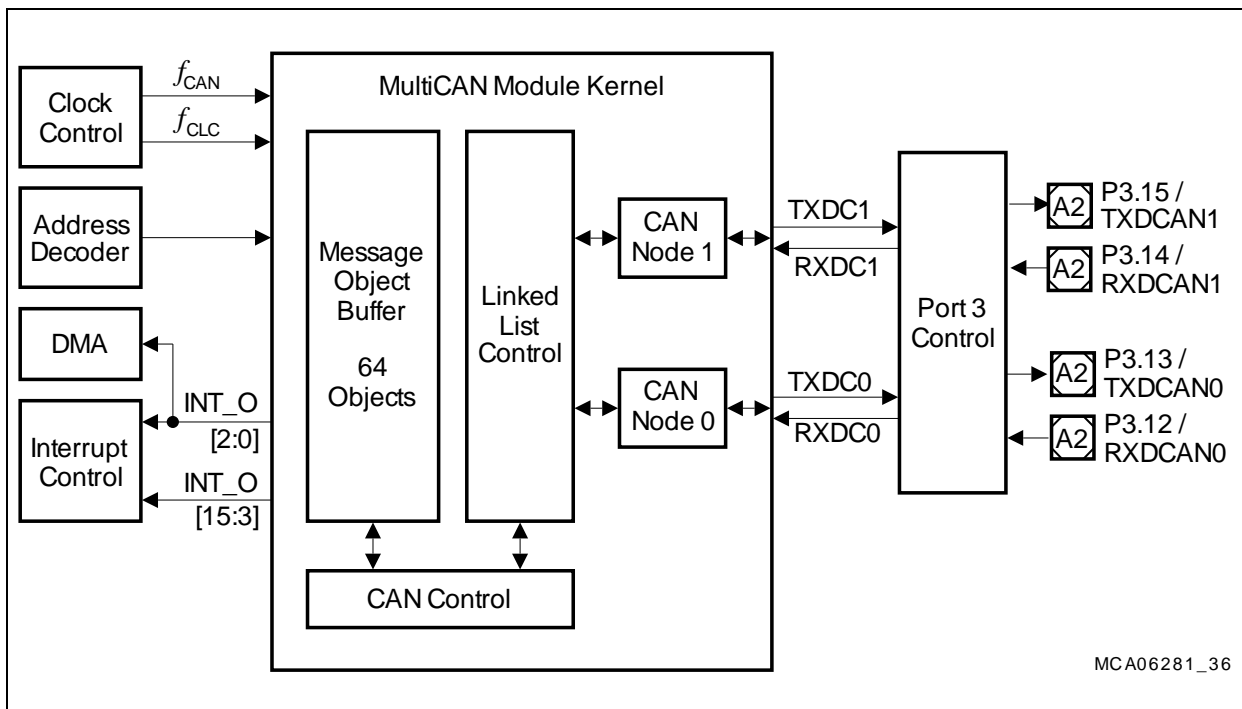 MultiCAN Module Kernel
Clock
Control
fCAN
fCLC
Address
Decoder
DMA
Interrupt
Control
INT_O
[2:0]
INT_O
[15:3]
Message
Object
Buffer
64
Objects
Linked
List
Control
CAN
Node 1
CAN
Node 0
CAN Control
TXDC1
RXDC1
TXDC0
RXDC0
Port 3
Control
A2
P3.15 /
TXDCAN1
A2
P3.14 /
RXDCAN1
A2
P3.13 /
TXDCAN0
A2
P3.12 /
RXDCAN0
MCA06281_36